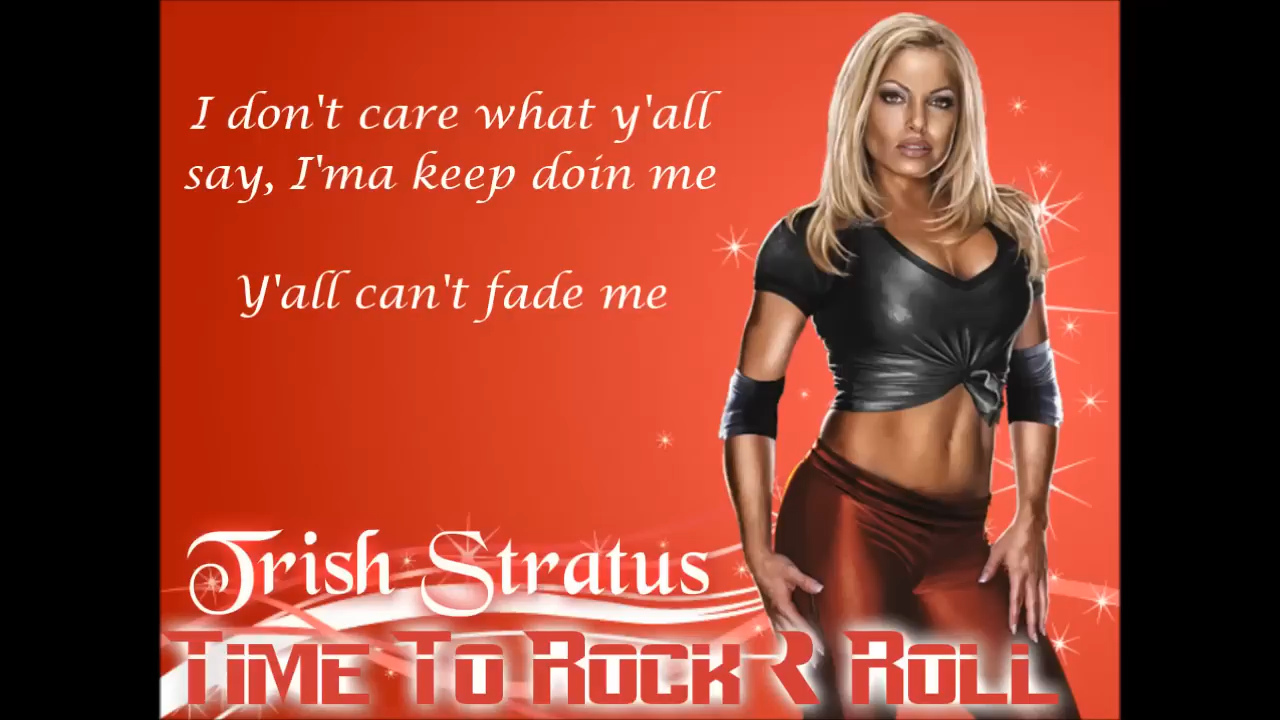 I don't care what y'all
say, I'ma keep doin me
Y'all can't fade me
Trish Stratus
Time To Rock R Roll